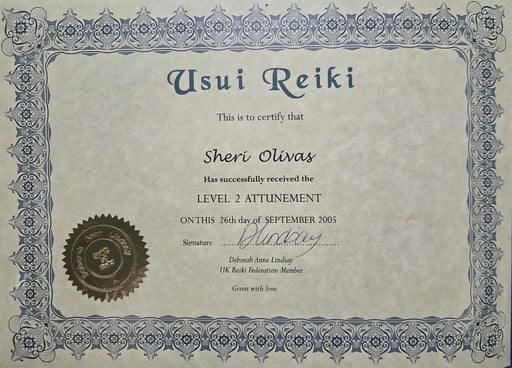 Usui Reiki
This is to certify that
Sheri Olivas
Has successfully received the
LEVEL 2 ATTUNEMENT
ON THIS 26th day of SEPTEMBER 2005
Signature DLindsay
Deborah Anne Lindsay
UK Reiki Federation Member
Given with love.